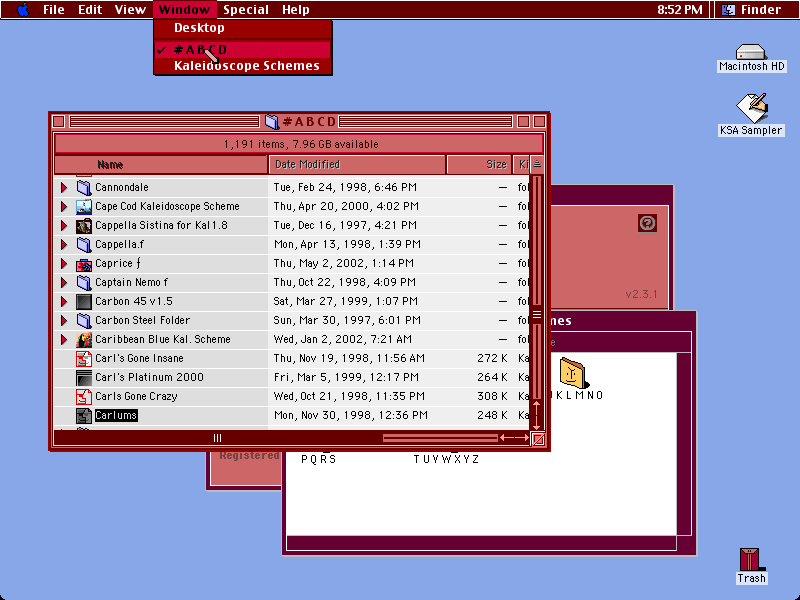 File Edit View Window Special Help 8:52 PM Finder
Desktop
✓ #ABCD
Kaleidoscope Schemes
Macintosh HD
KSA Sampler
#ABCD
1,191 items, 7.96 GB available
Name Date Modified Size Ki
Cannondale Tue, Feb 24, 1998, 6:46 PM — fol
Cape Cod Kaleidoscope Scheme Thu, Apr 20, 2000, 4:02 PM — fol
Cappella Sistina for Kal1.8 Tue, Dec 16, 1997, 4:21 PM — fol
Cappella.f Mon, Apr 13, 1998, 1:39 PM — fol
Caprice ƒ Thu, May 2, 2002, 1:14 PM — fol
Captain Nemo f Thu, Oct 22, 1998, 4:09 PM — fol
Carbon 45 v1.5 Sat, Mar 27, 1999, 1:07 PM — fol
Carbon Steel Folder Sun, Mar 30, 1997, 6:01 PM — fol
Caribbean Blue Kal. Scheme Wed, Jan 2, 2002, 7:21 AM — fol
Carl's Gone Insane Thu, Nov 19, 1998, 11:56 AM 272 K Ka
Carl's Platinum 2000 Fri, Mar 5, 1999, 12:17 PM 264 K Ka
Carls Gone Crazy Wed, Oct 21, 1998, 11:35 PM 308 K Ka
Carlums Mon, Nov 30, 1998, 12:36 PM 248 K Ka
v2.3.1
mes
e
KLMNO
Registered
PQRS TUVWXYZ
Trash